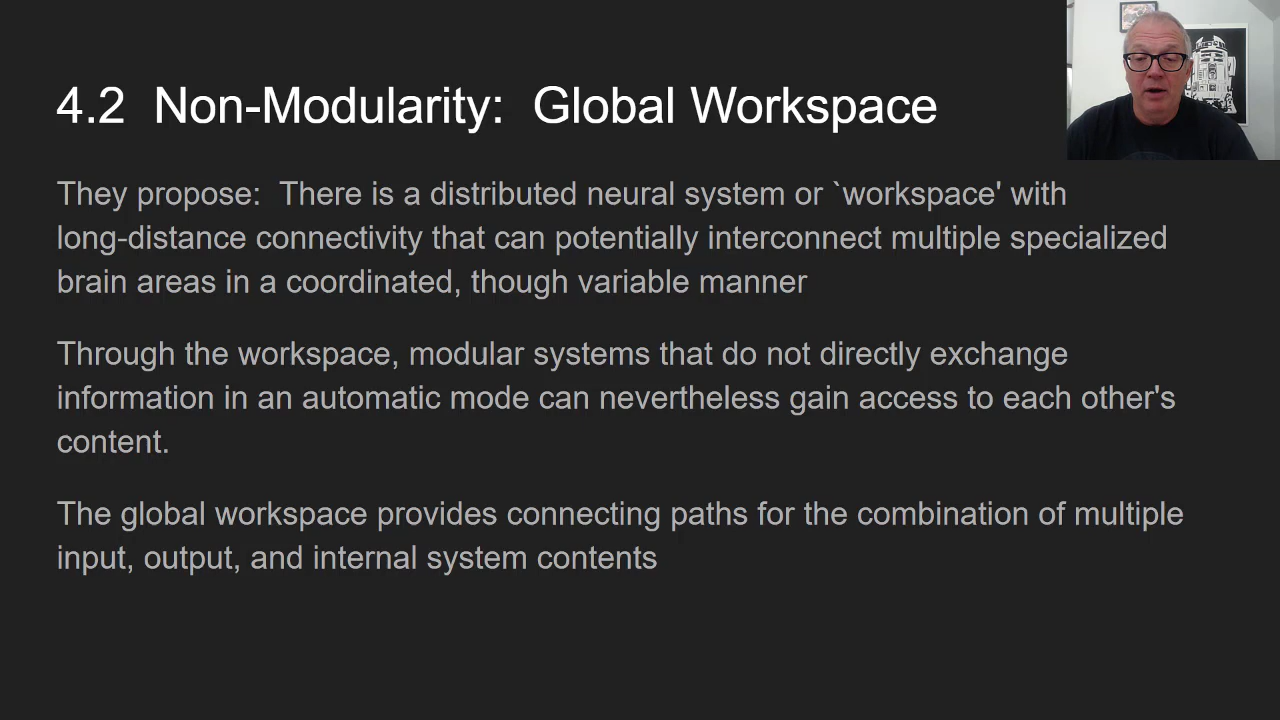 4.2  Non-Modularity:  Global Workspace
They propose:  There is a distributed neural system or `workspace' with
long-distance connectivity that can potentially interconnect multiple specialized
brain areas in a coordinated, though variable manner
Through the workspace, modular systems that do not directly exchange
information in an automatic mode can nevertheless gain access to each other's
content.
The global workspace provides connecting paths for the combination of multiple
input, output, and internal system contents